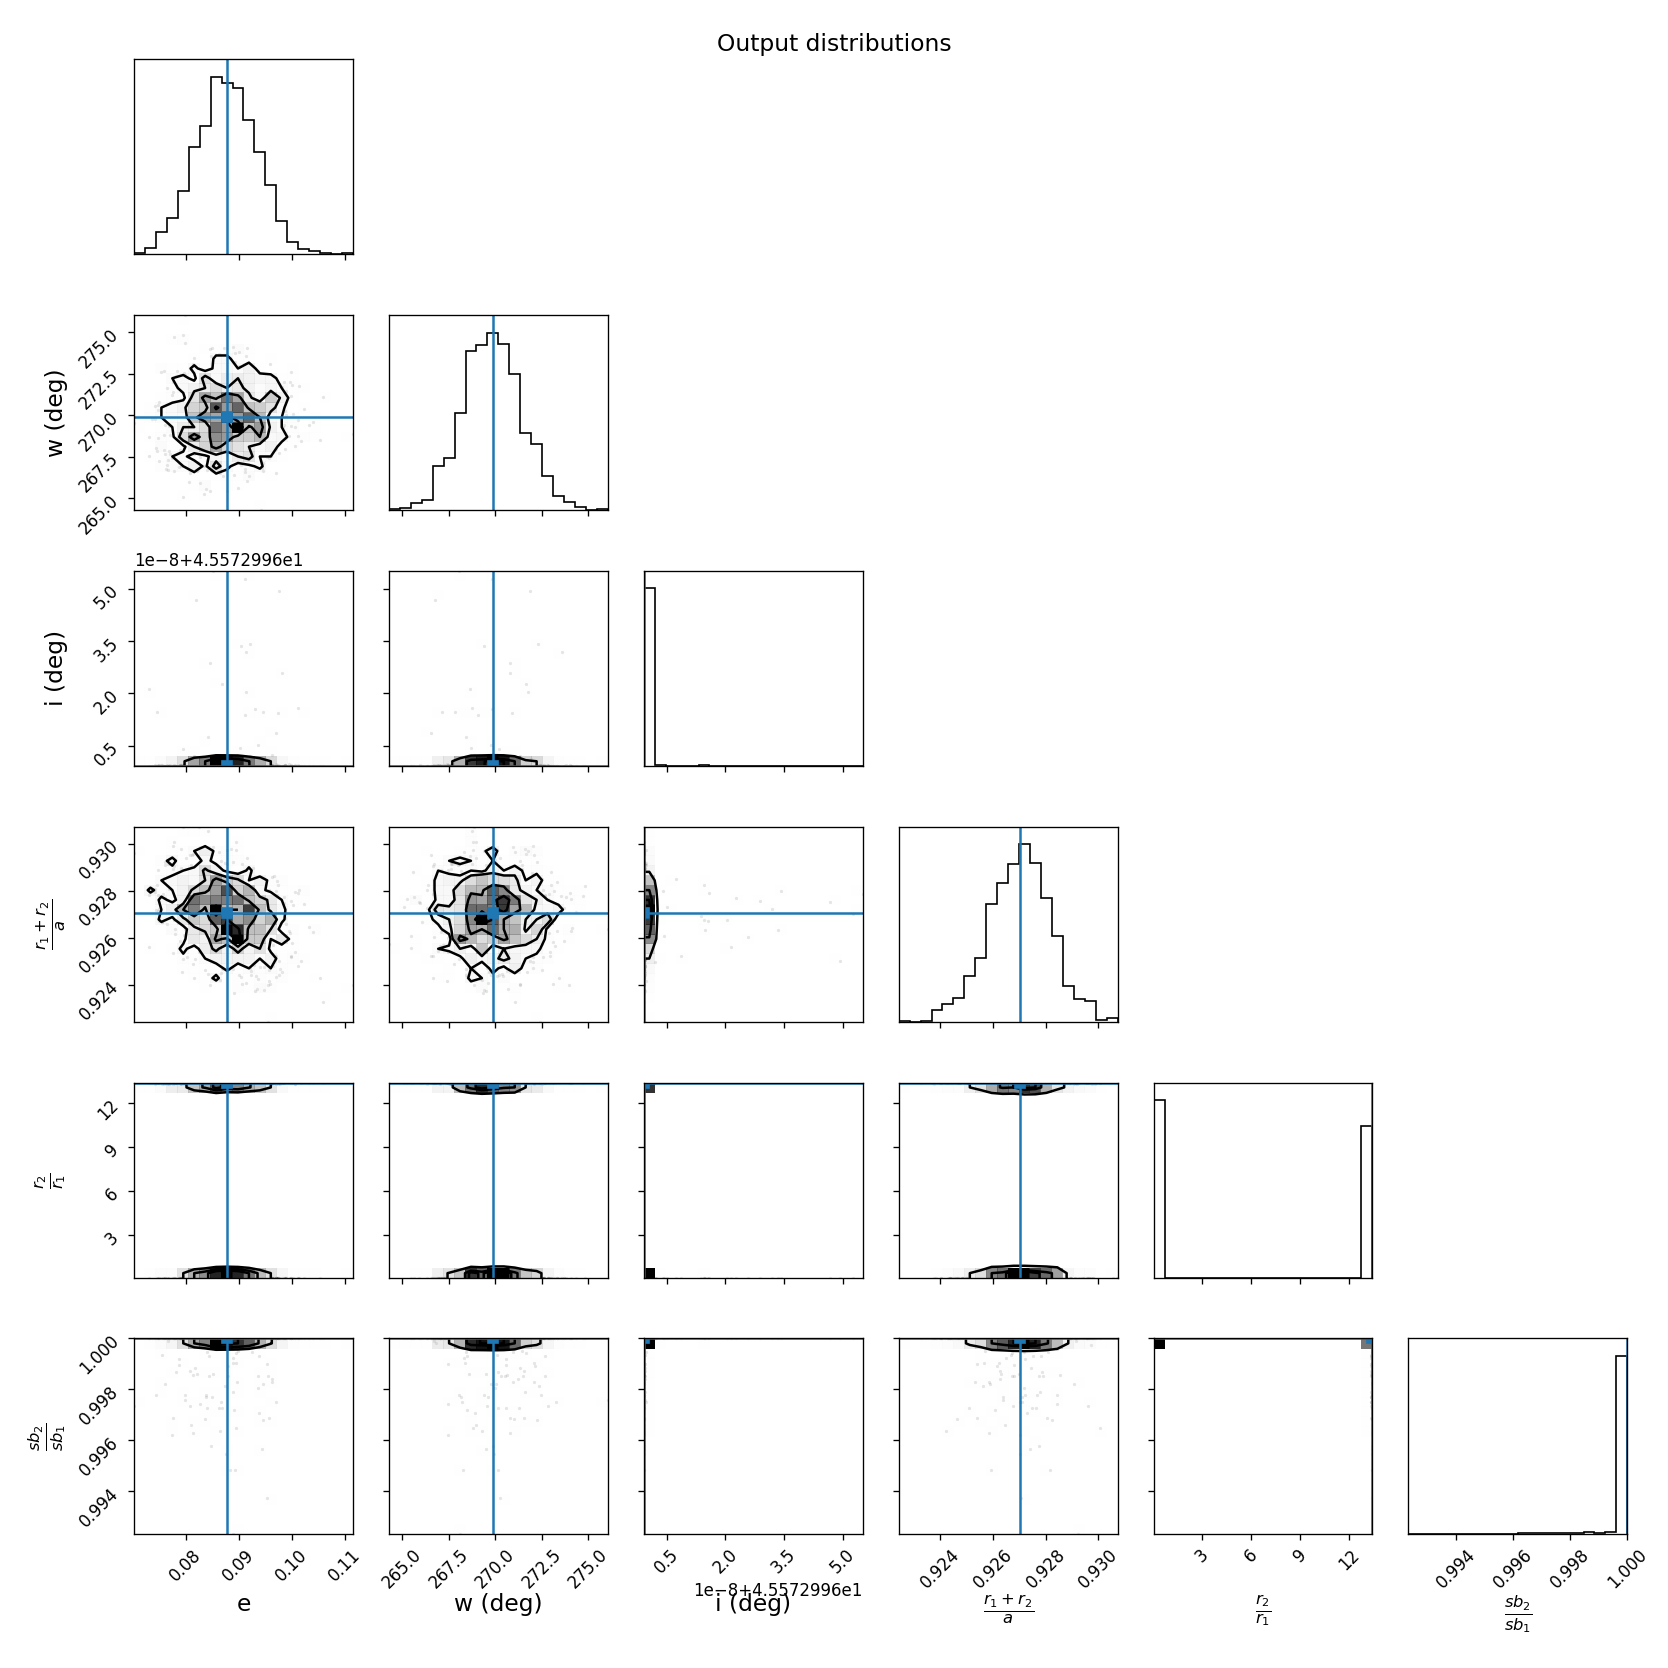 Output distributions
w (deg)
275.0
272.5
270.0
267.5
265.0
1e−8+4.5572996e1
i (deg)
5.0
3.5
2.0
0.5
r₁ + r₂
a
0.930
0.928
0.926
0.924
r₂
r₁
12
9
6
3
sb₂
sb₁
1.000
0.998
0.996
0.994
0.08 0.09 0.10 0.11
265.0 267.5 270.0 272.5 275.0
0.5 2.0 3.5 5.0
0.924 0.926 0.928 0.930
3 6 9 12
0.994 0.996 0.998 1.000
1e−8+4.5572996e1
e
w (deg)
i (deg)
r₁ + r₂
a
r₂
r₁
sb₂
sb₁